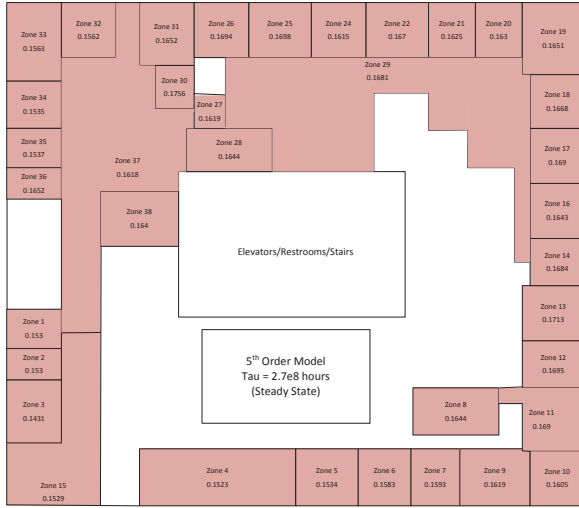 Zone 33
0.1563
Zone 32
0.1562
Zone 31
0.1652
Zone 26
0.1694
Zone 25
0.1698
Zone 24
0.1615
Zone 22
0.167
Zone 21
0.1625
Zone 20
0.163
Zone 19
0.1651
Zone 29
0.1681
Zone 30
0.1756
Zone 34
0.1535
Zone 27
0.1619
Zone 18
0.1668
Zone 35
0.1537
Zone 28
0.1644
Zone 17
0.169
Zone 37
0.1618
Zone 36
0.1652
Zone 38
0.164
Zone 16
0.1643
Elevators/Restrooms/Stairs
Zone 14
0.1684
Zone 13
0.1713
Zone 1
0.153
Zone 2
0.153
5th Order Model
Tau = 2.7e8 hours
(Steady State)
Zone 12
0.1695
Zone 3
0.1431
Zone 8
0.1644
Zone 11
0.169
Zone 15
0.1529
Zone 4
0.1523
Zone 5
0.1534
Zone 6
0.1583
Zone 7
0.1593
Zone 9
0.1619
Zone 10
0.1605